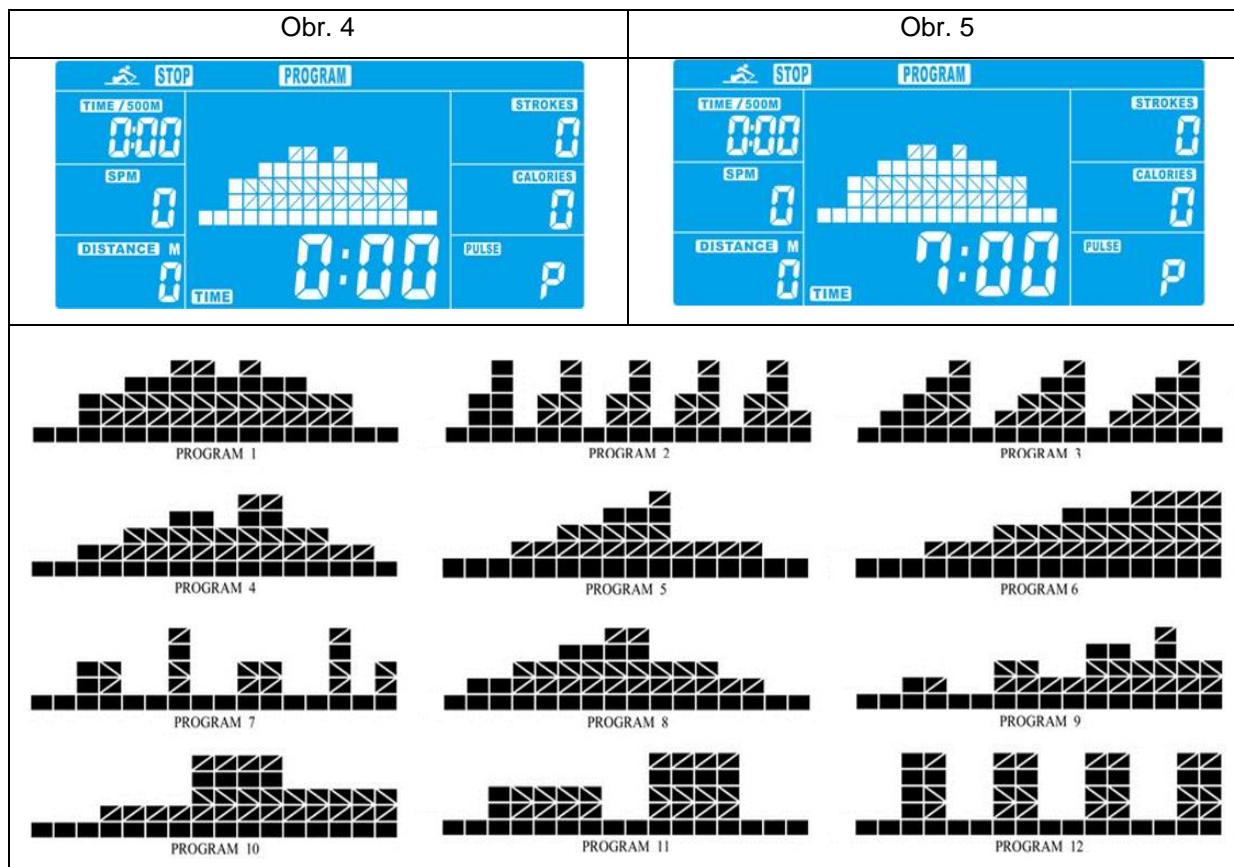 Obr. 4
Obr. 5
STOP PROGRAM
TIME / 500M
0:00
STROKES
0
SPM
0
CALORIES
0
DISTANCE M
0
TIME
0:00
PULSE
P
STOP PROGRAM
TIME / 500M
0:00
STROKES
0
SPM
0
CALORIES
0
DISTANCE M
0
TIME
7:00
PULSE
P
PROGRAM 1
PROGRAM 2
PROGRAM 3
PROGRAM 4
PROGRAM 5
PROGRAM 6
PROGRAM 7
PROGRAM 8
PROGRAM 9
PROGRAM 10
PROGRAM 11
PROGRAM 12